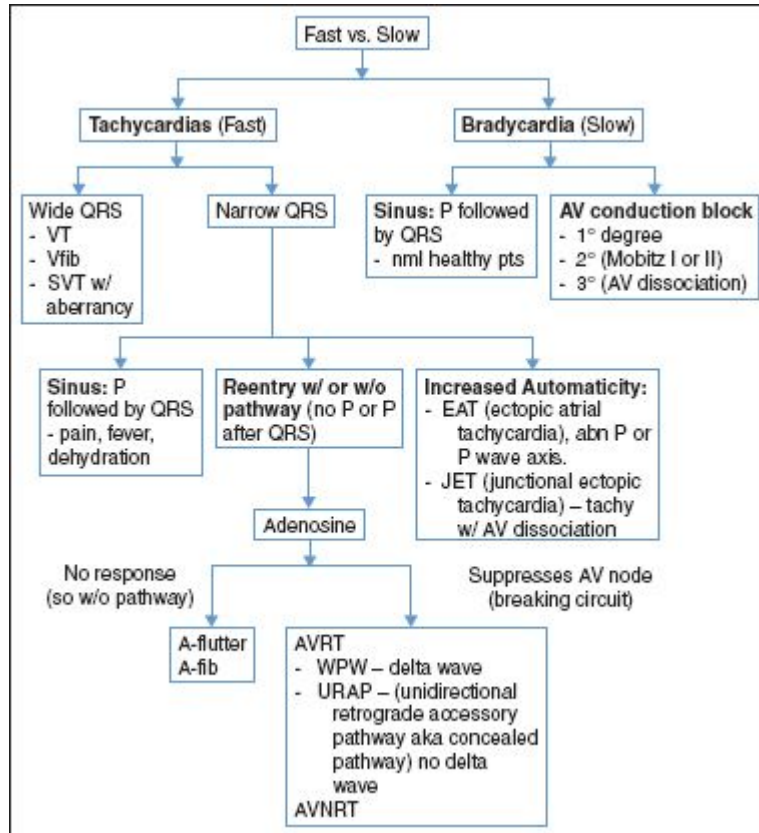 Fast vs. Slow
Tachycardias (Fast)
Bradycardia (Slow)
Wide QRS
- VT
- Vfib
- SVT w/
aberrancy
Narrow QRS
Sinus: P followed
by QRS
- nml healthy pts
AV conduction block
- 1° degree
- 2° (Mobitz I or II)
- 3° (AV dissociation)
Sinus: P
followed by QRS
- pain, fever,
dehydration
Reentry w/ or w/o
pathway (no P or P
after QRS)
Increased Automaticity:
- EAT (ectopic atrial
tachycardia), abn P or
P wave axis.
- JET (junctional ectopic
tachycardia) – tachy
w/ AV dissociation
Adenosine
No response
(so w/o pathway)
Suppresses AV node
(breaking circuit)
A-flutter
A-fib
AVRT
- WPW – delta wave
- URAP – (unidirectional
retrograde accessory
pathway aka concealed
pathway) no delta
wave
AVNRT